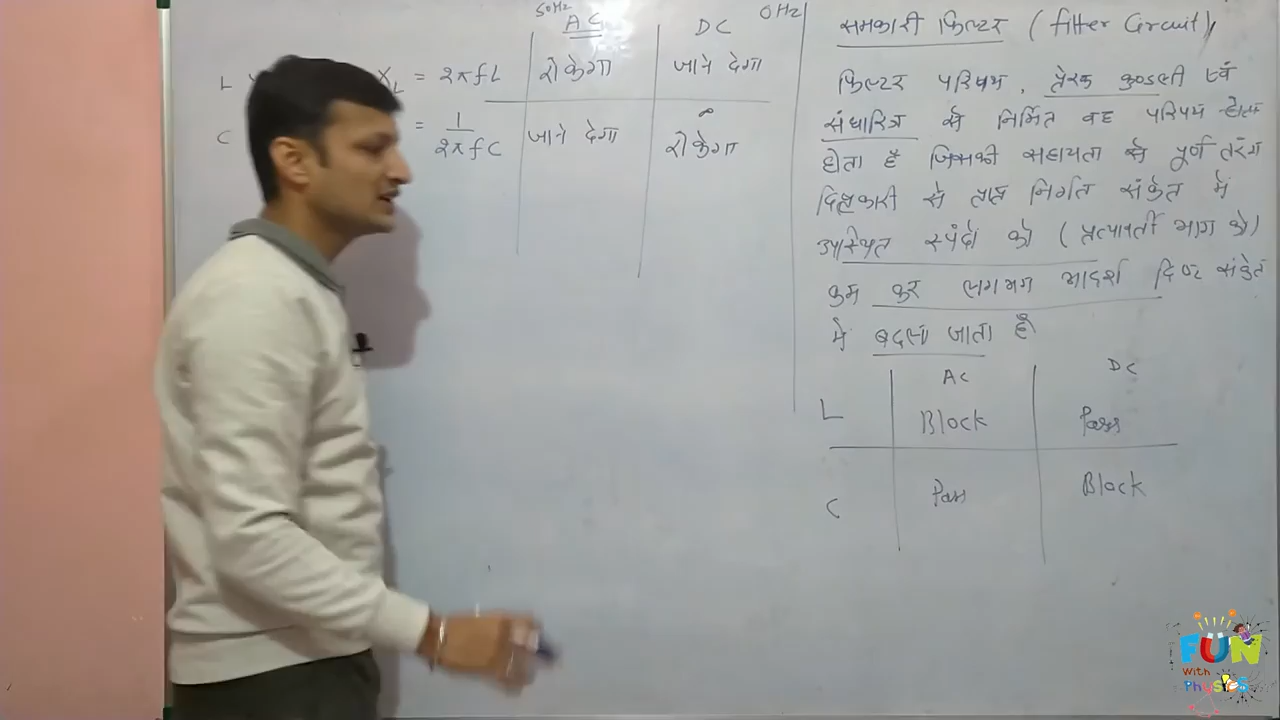 50Hz AC DC 0Hz
L X_L = 2πfL रोकेगा जाने देगा
∞
C = 1/2πfC जाने देगा रोकेगा
समकारी फिल्टर (filter Circuit)
फिल्टर परिपथ, प्रेरक कुण्डली एवं
संधारित्र से निर्मित वह परिपथ होता
होता है जिसकी सहायता से पूर्ण तरंग
दिष्टकारी से प्राप्त निर्गत संकेत में
उपस्थित स्पंदों को (प्रत्यावर्ती भाग को)
कम कर लगभग आदर्श दिष्ट संकेत
में बदला जाता है
AC DC
L Block Pass
C Pass Block
FUN
With
Physics